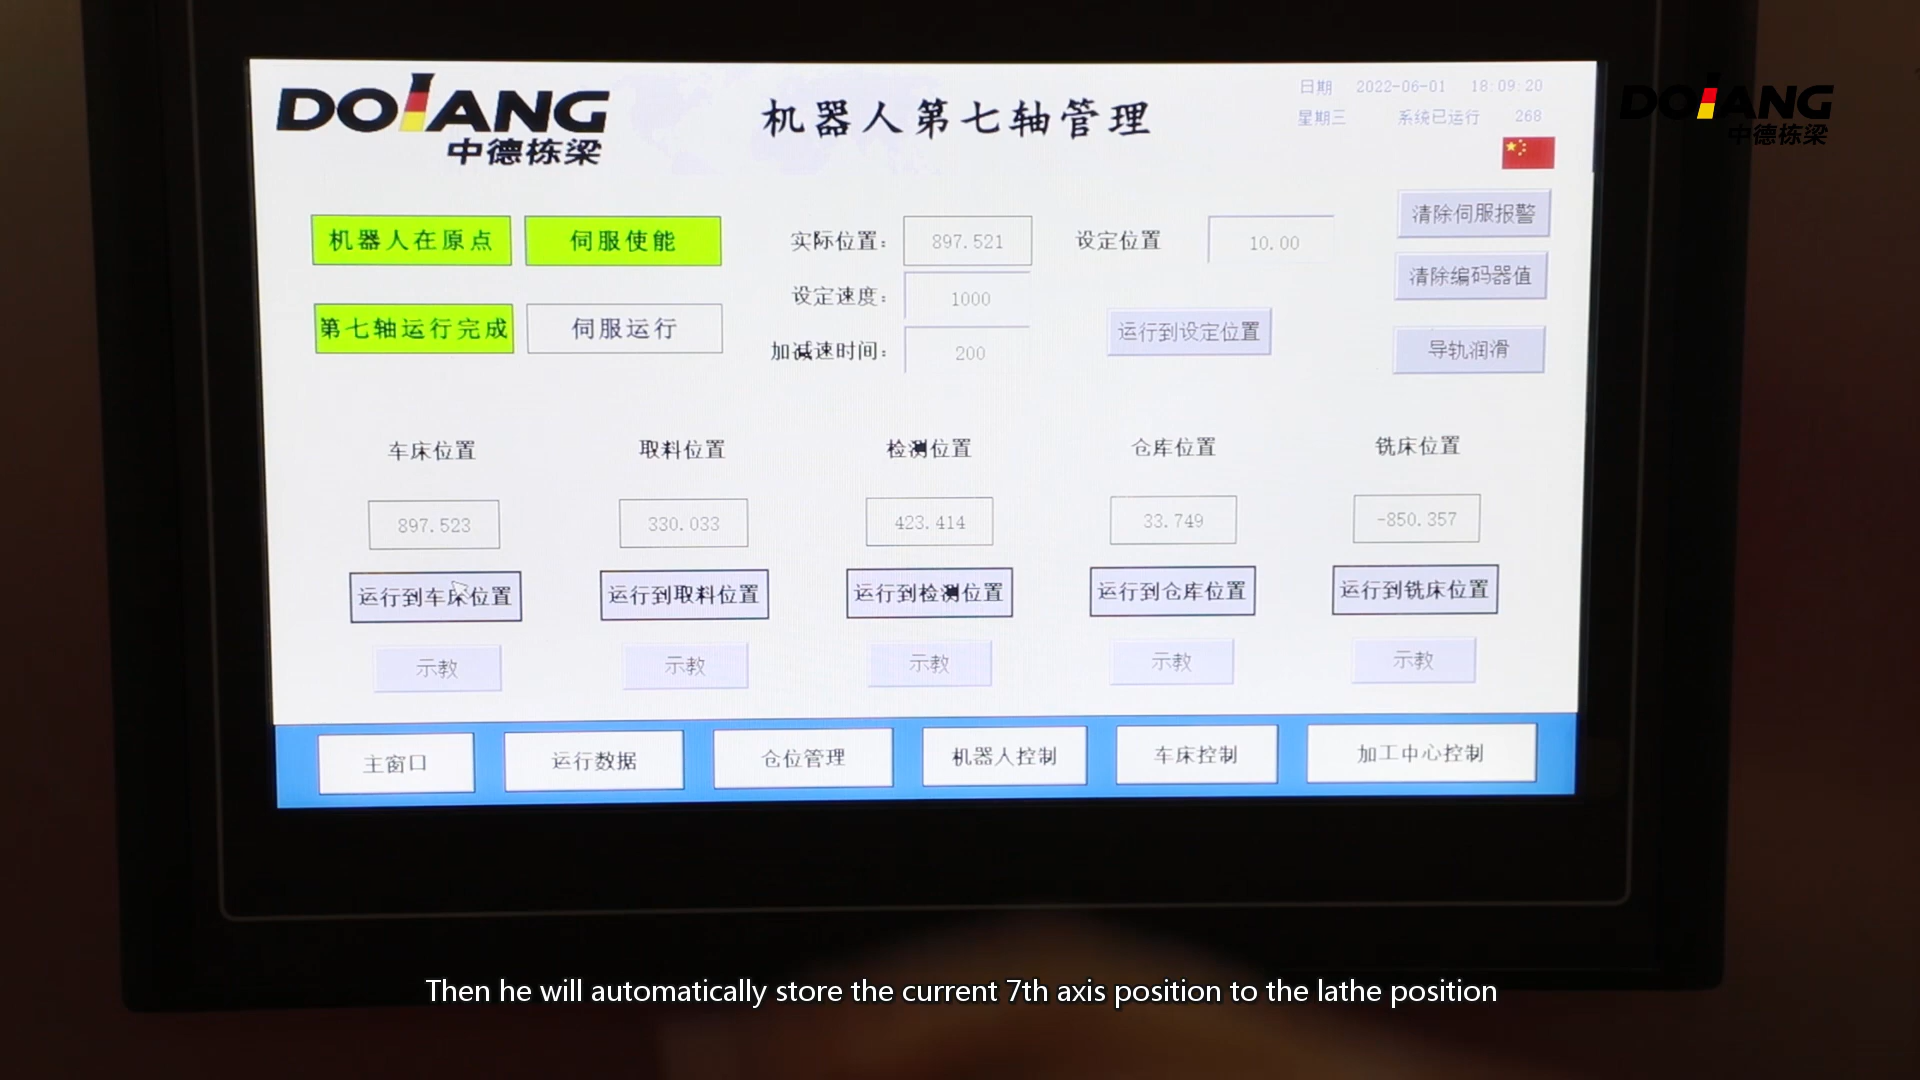 DOLANG
中德栋梁
机器人第七轴管理
日期 2022-06-01 18:09:20
星期三 系统已运行 268
DOLANG
中德栋梁
机器人在原点 伺服使能 实际位置: 897.521 设定位置 10.00 清除伺服报警
设定速度: 1000 清除编码器值
第七轴运行完成 伺服运行 加减速时间: 200 运行到设定位置 导轨润滑
车床位置 取料位置 检测位置 仓库位置 铣床位置
897.523 330.033 423.414 33.749 -850.357
运行到车床位置 运行到取料位置 运行到检测位置 运行到仓库位置 运行到铣床位置
示教 示教 示教 示教 示教
主窗口 运行数据 仓位管理 机器人控制 车床控制 加工中心控制
Then he will automatically store the current 7th axis position to the lathe position